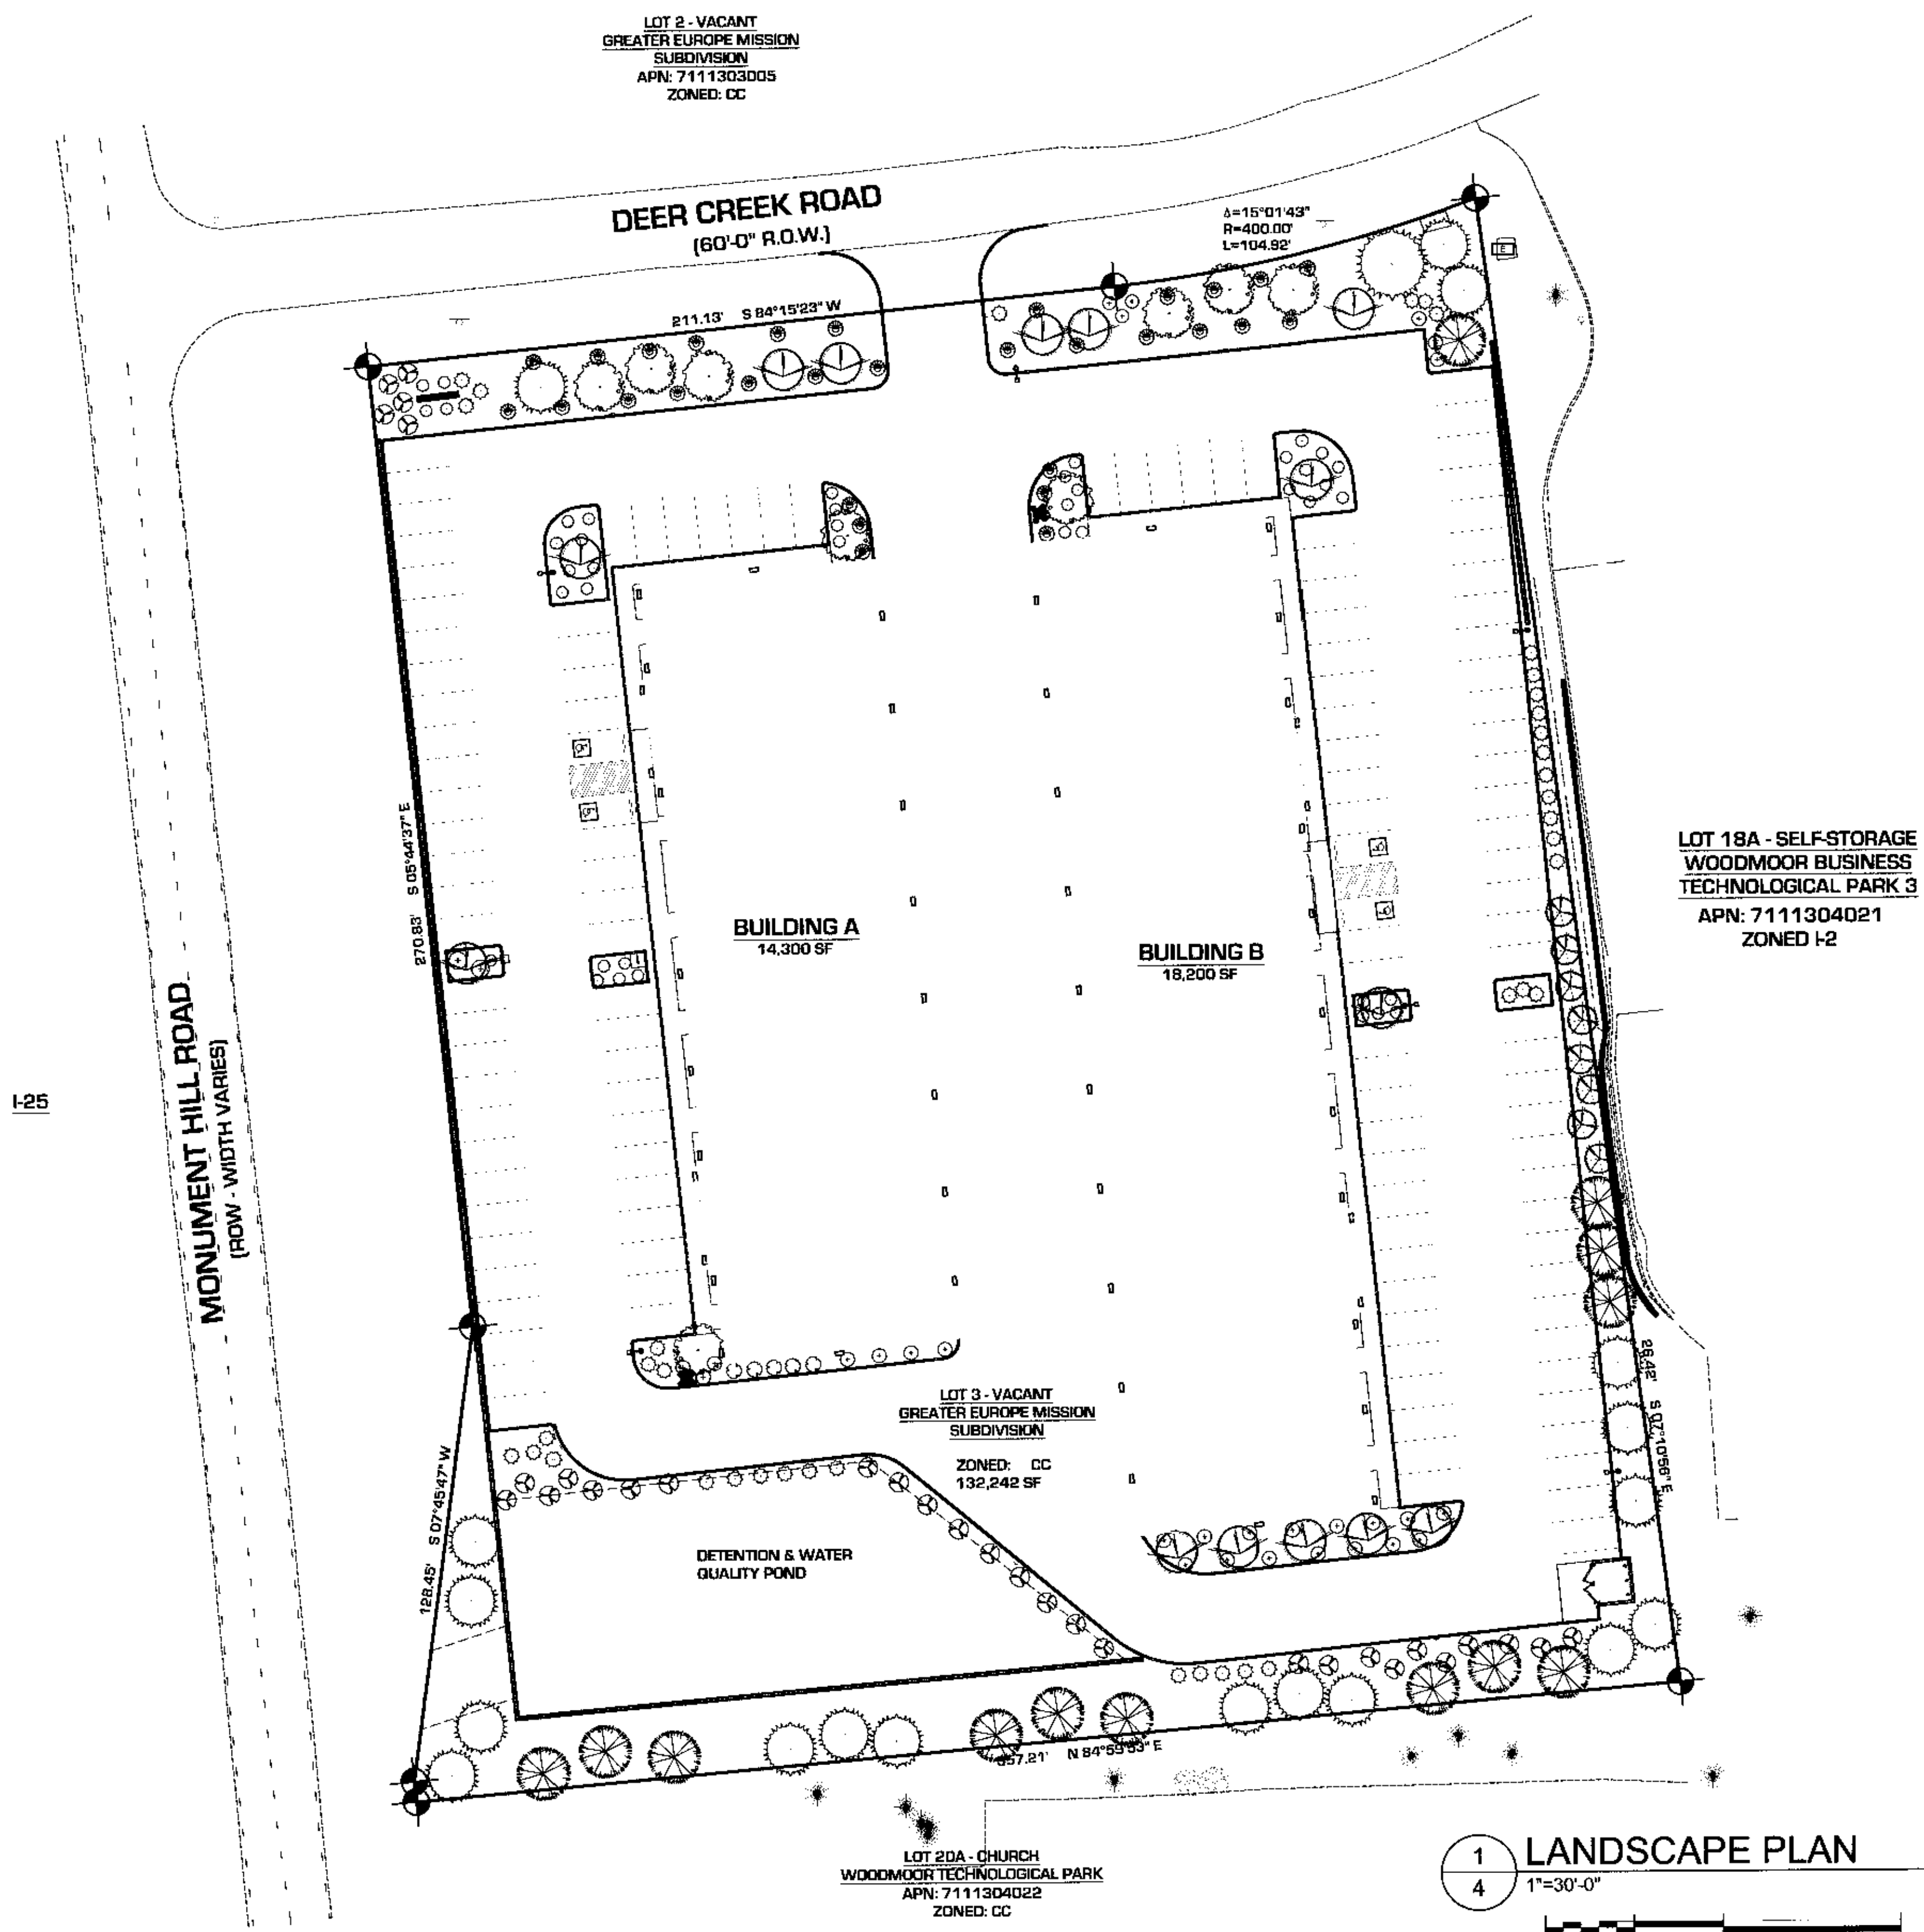 LOT 2 - VACANT
GREATER EUROPE MISSION
SUBDIVISION
APN: 7111303005
ZONED: CC
DEER CREEK ROAD
(60'-0" R.O.W.)
Δ=15°01'43"
R=400.00'
L=104.92'
E
211.13' S 84°15'23" W
270.83' S 05°44'37" E
LOT 18A - SELF-STORAGE
WOODMOOR BUSINESS
TECHNOLOGICAL PARK 3
APN: 7111304021
ZONED I-2
BUILDING A
14,300 SF
BUILDING B
18,200 SF
MONUMENT HILL ROAD
(ROW - WIDTH VARIES)
I-25
26.42' S 07°10'56" E
LOT 3 - VACANT
GREATER EUROPE MISSION
SUBDIVISION
ZONED: CC
132,242 SF
128.45' S 07°45'47" W
DETENTION & WATER
QUALITY POND
N 84°59'53" E
LOT 20A - CHURCH
WOODMOOR TECHNOLOGICAL PARK
APN: 7111304022
ZONED: CC
1
4
LANDSCAPE PLAN
1"=30'-0"